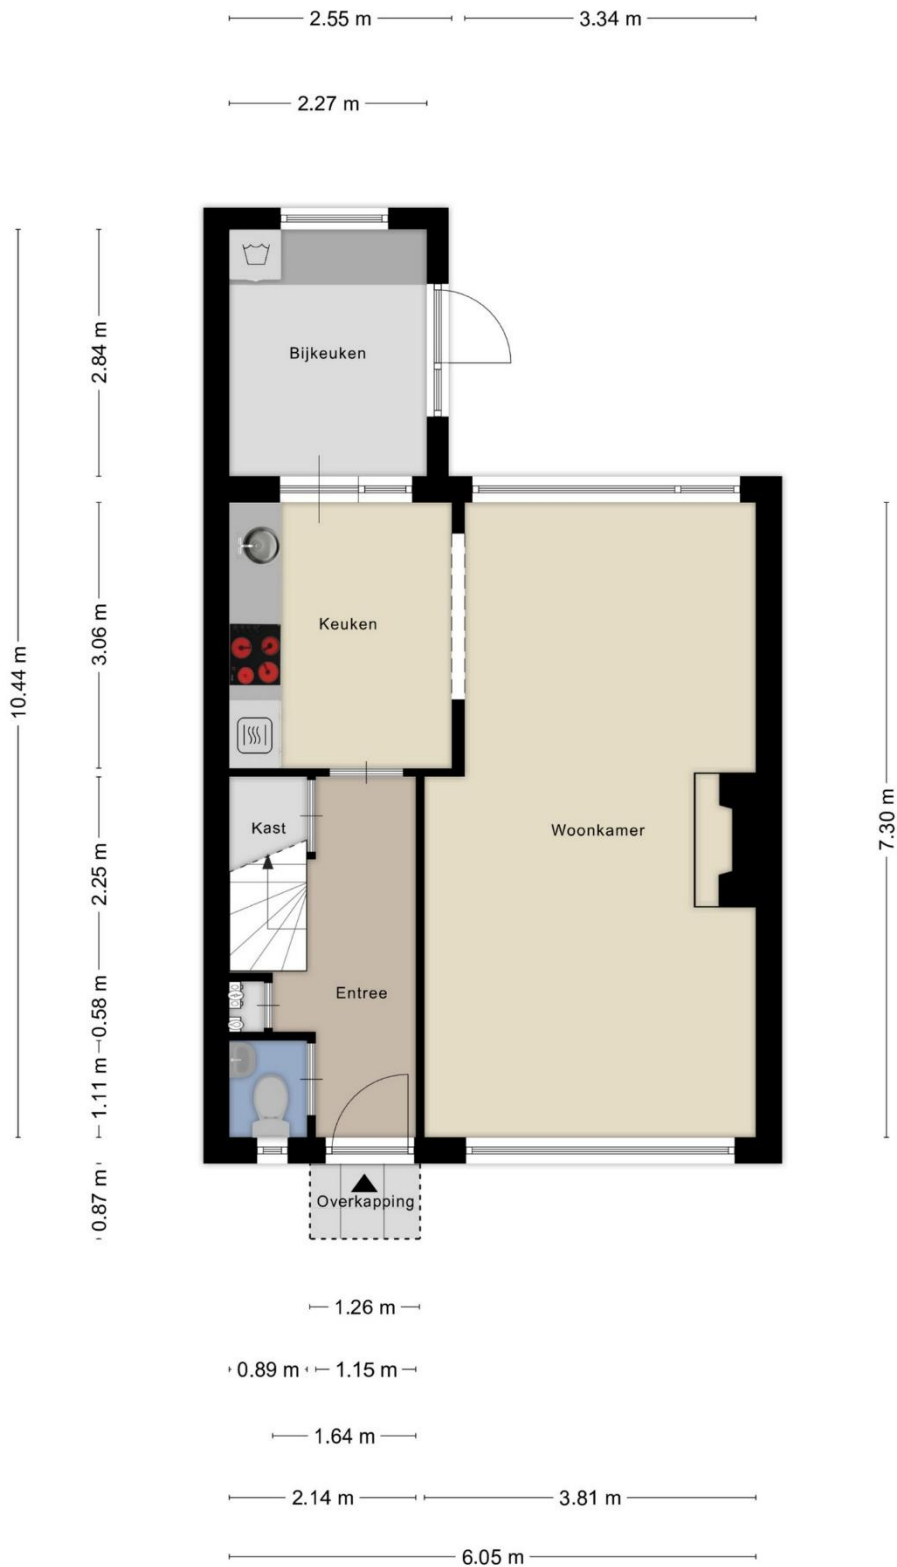 2.55 m
3.34 m
2.27 m
Bijkeuken
2.84 m
Keuken
3.06 m
10.44 m
Kast
Woonkamer
7.30 m
2.25 m
Entree
0.58 m
1.11 m
Overkapping
0.87 m
1.26 m
0.89 m
1.15 m
1.64 m
2.14 m
3.81 m
6.05 m